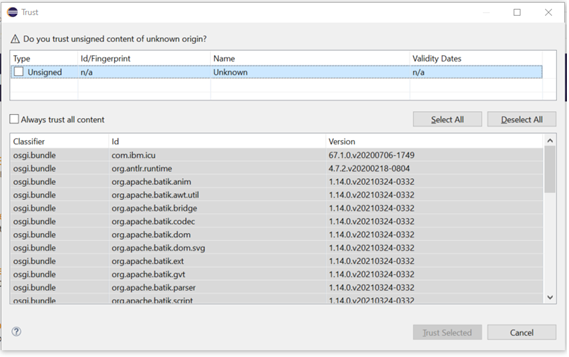 Trust
Do you trust unsigned content of unknown origin?
Type Id/Fingerprint Name Validity Dates
Unsigned n/a Unknown n/a
Always trust all content Select All Deselect All
Classifier Id Version
osgi.bundle com.ibm.icu 67.1.0.v20200706-1749
osgi.bundle org.antlr.runtime 4.7.2.v20200218-0804
osgi.bundle org.apache.batik.anim 1.14.0.v20210324-0332
osgi.bundle org.apache.batik.awt.util 1.14.0.v20210324-0332
osgi.bundle org.apache.batik.bridge 1.14.0.v20210324-0332
osgi.bundle org.apache.batik.codec 1.14.0.v20210324-0332
osgi.bundle org.apache.batik.dom 1.14.0.v20210324-0332
osgi.bundle org.apache.batik.dom.svg 1.14.0.v20210324-0332
osgi.bundle org.apache.batik.ext 1.14.0.v20210324-0332
osgi.bundle org.apache.batik.gvt 1.14.0.v20210324-0332
osgi.bundle org.apache.batik.parser 1.14.0.v20210324-0332
osgi.bundle org.apache.batik.script 1.14.0.v20210324-0332
Trust Selected Cancel